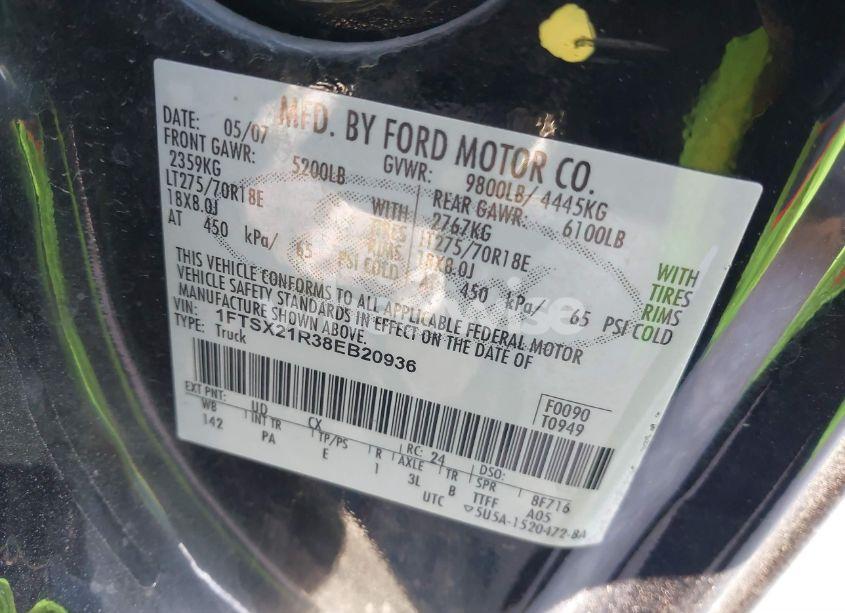 MFD. BY FORD MOTOR CO.
DATE: 05/07 GVWR: 9800LB/ 4445KG
FRONT GAWR: 5200LB REAR GAWR: 6100LB
2359KG 2767KG
LT275/70R18E WITH LT275/70R18E WITH
18X8.0J TIRES 18X8.0J TIRES
RIMS RIMS
AT 450 kPa/ 65 PSI COLD AT 450 kPa/ 65 PSI COLD
THIS VEHICLE CONFORMS TO ALL APPLICABLE FEDERAL MOTOR
VEHICLE SAFETY STANDARDS IN EFFECT ON THE DATE OF
MANUFACTURE SHOWN ABOVE.
VIN: 1FTSX21R38EB20936
TYPE: Truck
F0090
T0949
EXT PNT: UD CX RC: 24 DSO:
WB INT TR TP/PS R AXLE TR SPR 8F716
142 PA E 1 3L B TTFF A05
UTC 5U5A-1520472-BA